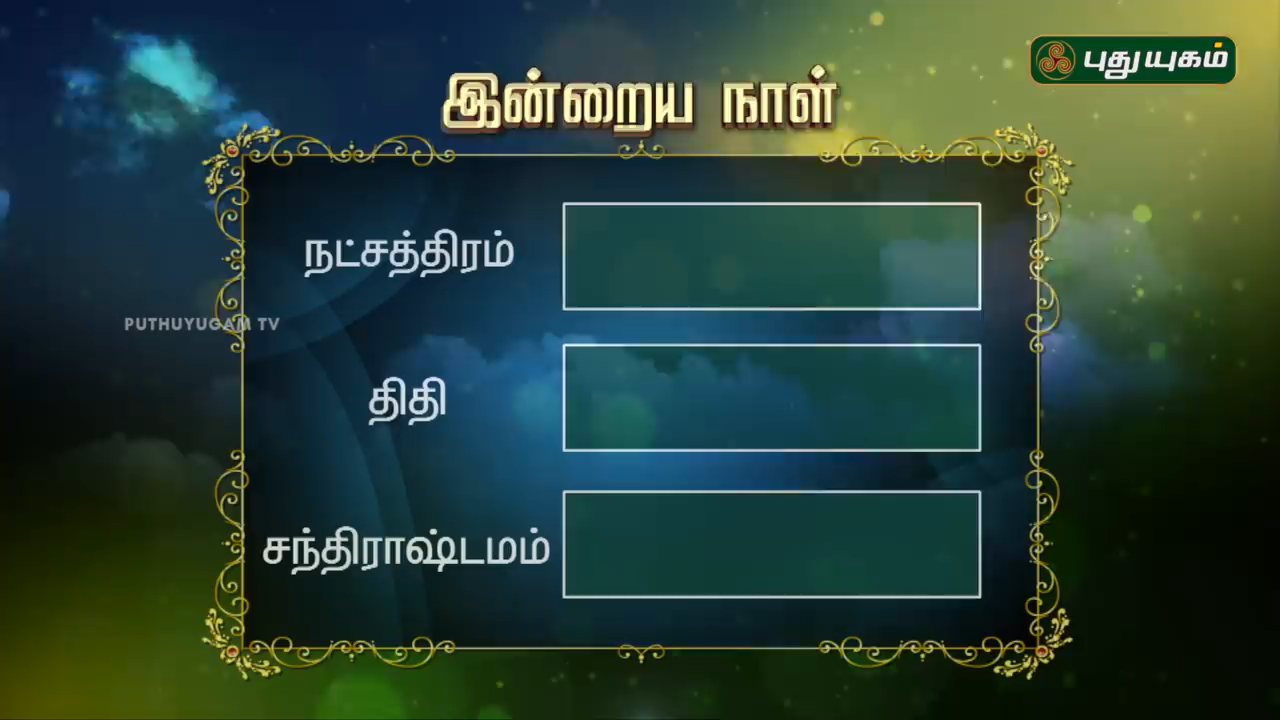 புதுயுகம்
இன்றைய நாள்
நட்சத்திரம்
PUTHUYUGAM TV
திதி
சந்திராஷ்டமம்